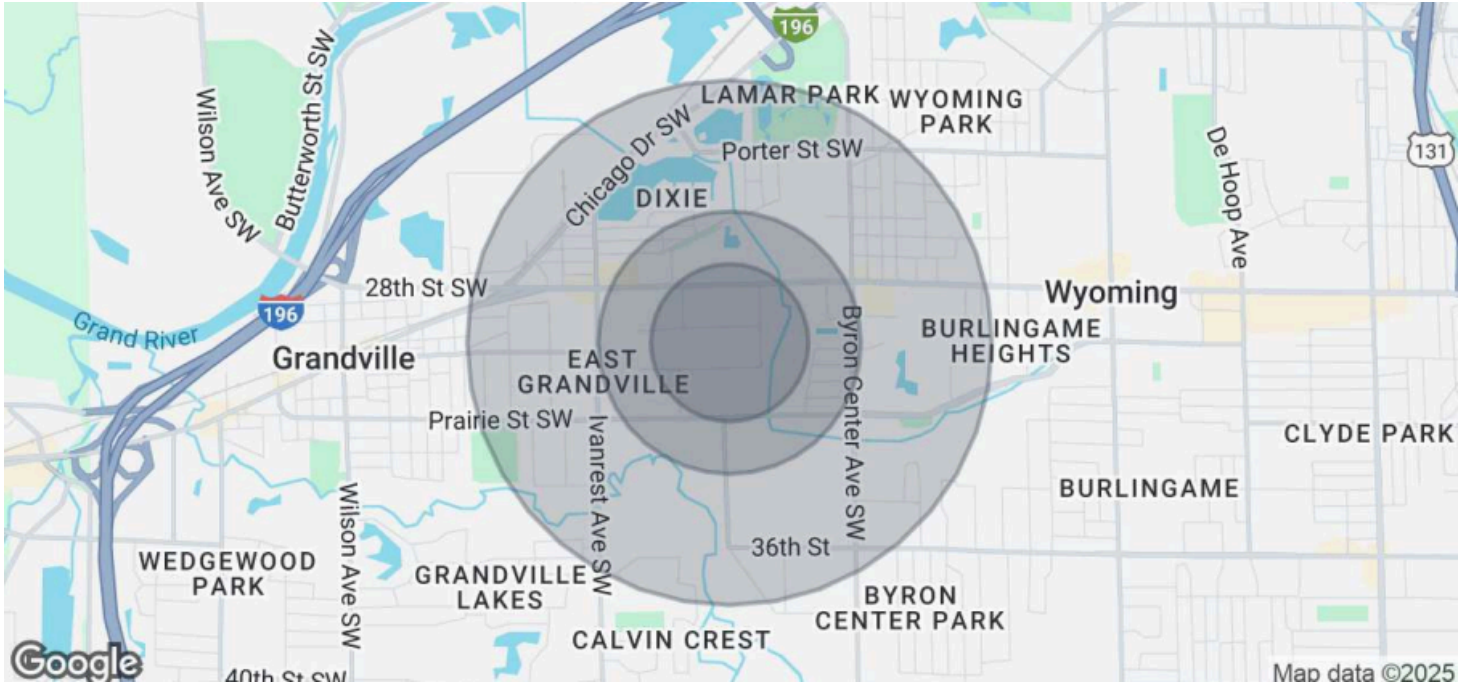 196
LAMAR PARK
WYOMING
PARK
Wilson Ave SW
Butterworth St SW
Chicago Dr SW
Porter St SW
De Hoop Ave
131
DIXIE
28th St SW
196
Grand River
Grandville
Wyoming
EAST
GRANDVILLE
Byron Center Ave SW
BURLINGAME
HEIGHTS
Prairie St SW
Ivanrest Ave SW
CLYDE PARK
BURLINGAME
Wilson Ave SW
36th St
WEDGEWOOD
PARK
GRANDVILLE
LAKES
BYRON
CENTER PARK
CALVIN CREST
Google
40th St SW
Map data ©2025